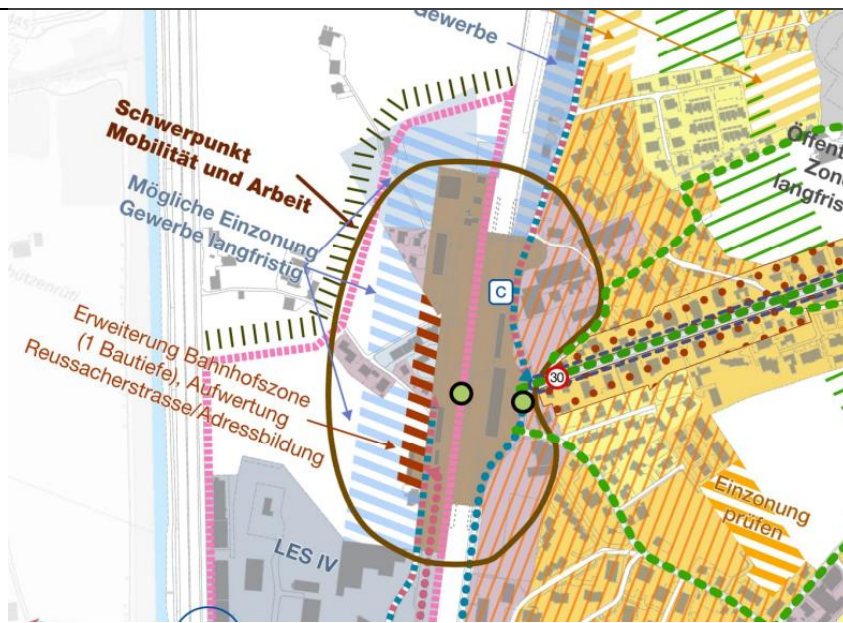 Gewerbe
Schwerpunkt
Mobilität und Arbeit
Mögliche Einzonung
Gewerbe langfristig
Erweiterung Bahnhofszone
(1 Bautiefe), Aufwertung
Reussacherstrasse/Adressbildung
LES IV
C
30
Öffent
Zon
langfris
Einzonung
prüfen